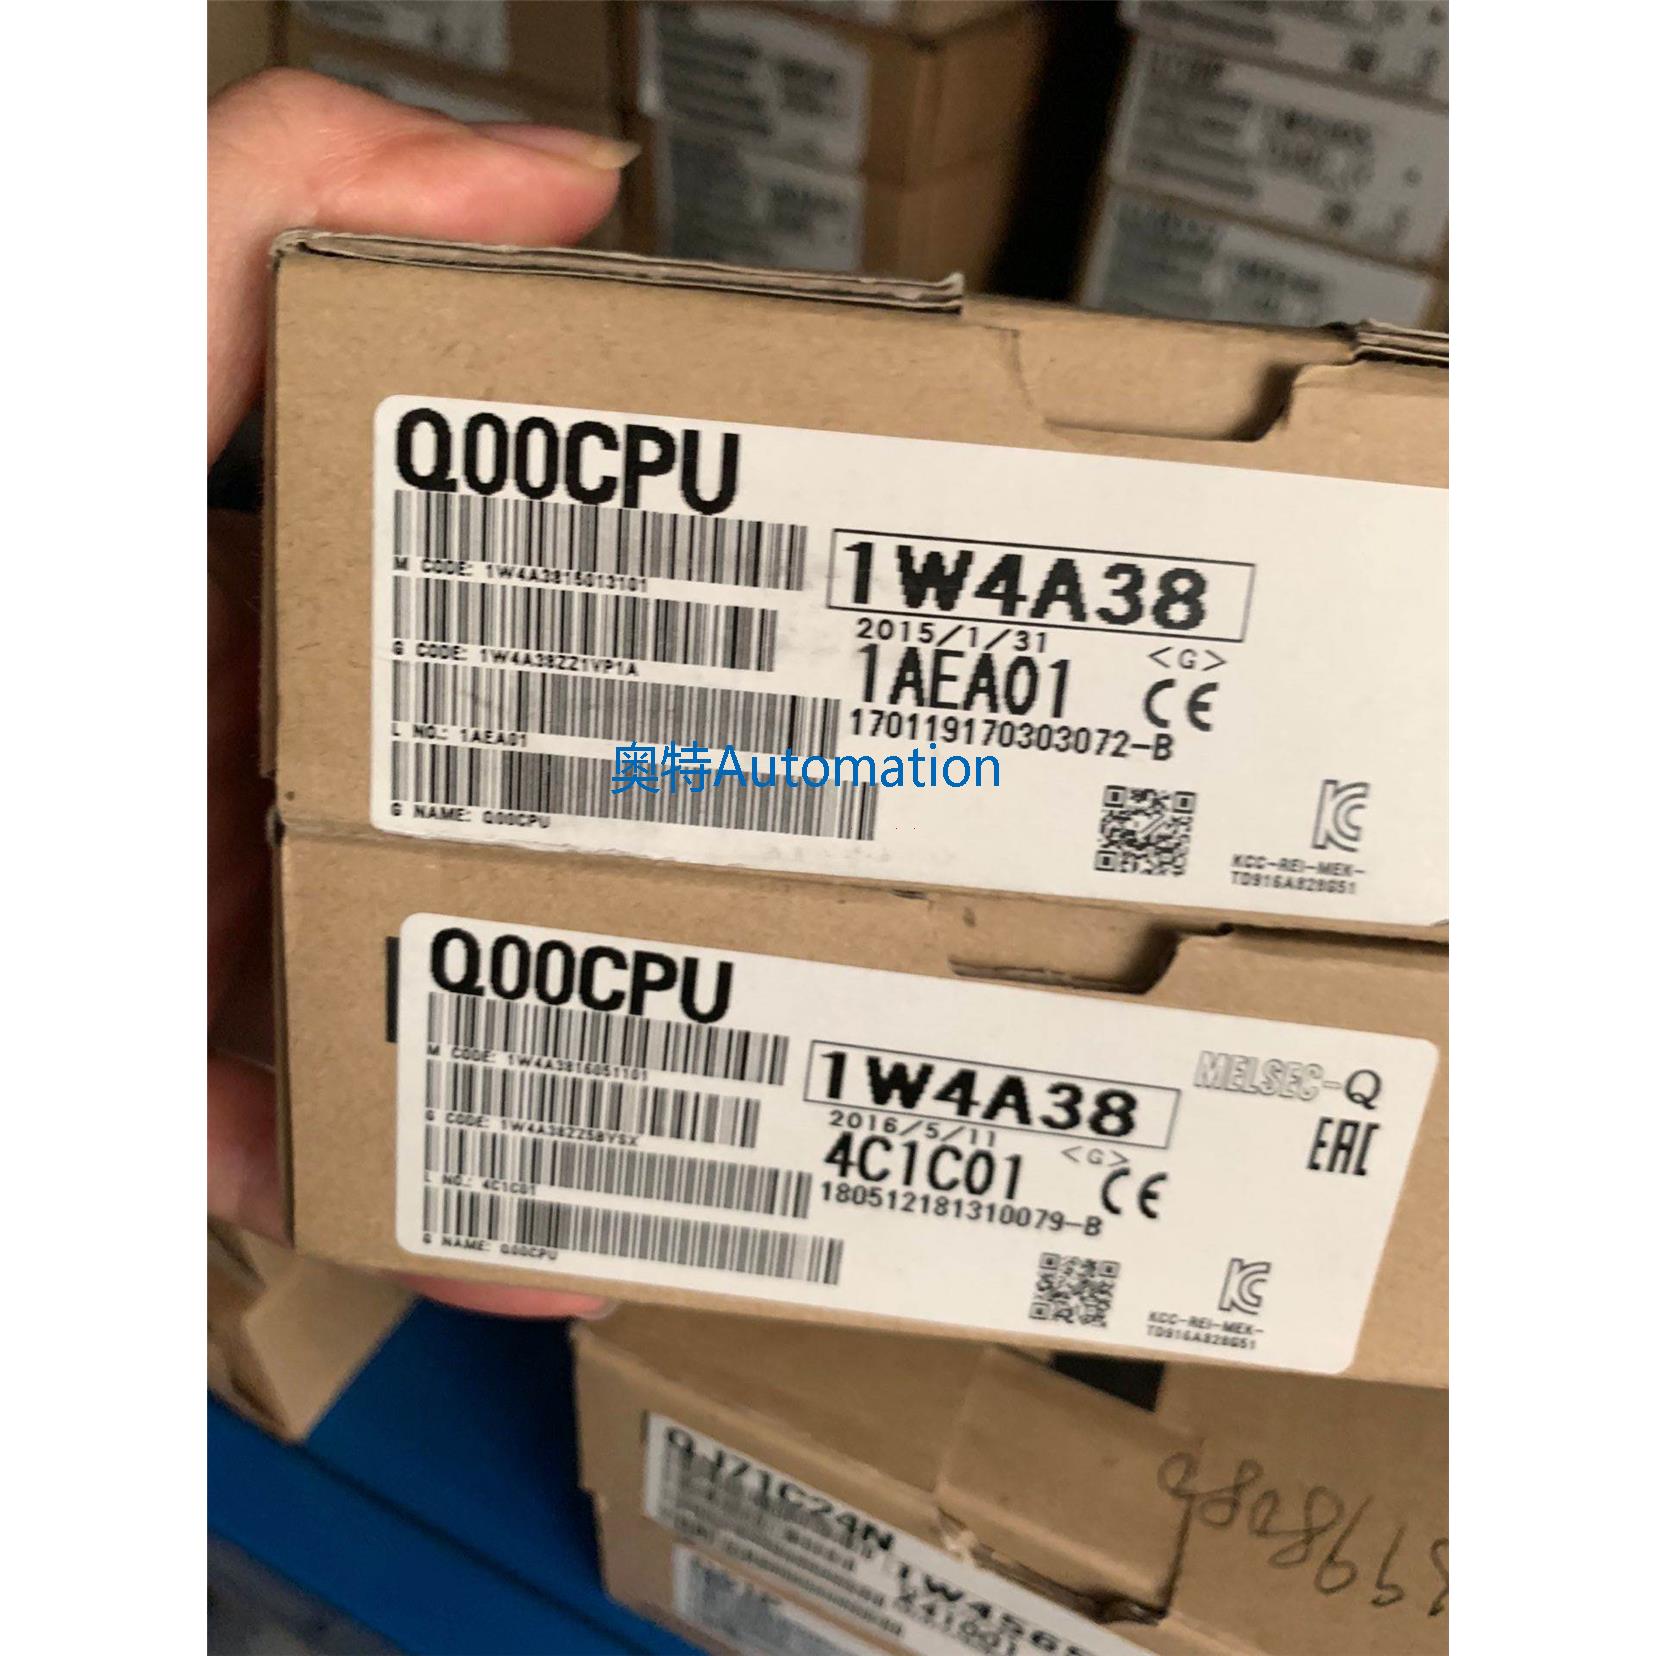 Q00CPU
M CODE: 1W4A3815013101
G CODE: 1W4A38ZZ1VP1A
L NO.: 1AEA01
G NAME: Q00CPU
1W4A38
2015/1/31
<G>
1AEA01
CE
170119170303072-B
KCC-REI-MEK-
TD916A828G51
奥特Automation
Q00CPU
M CODE: 1W4A3816051101
G CODE: 1W4A38ZZ5BYSX
L NO.: 4C1C01
G NAME: Q00CPU
1W4A38
2016/5/11
<G>
4C1C01
CE
180512181310079-B
MELSEC-Q
EAC
KCC-REI-MEK-
TD916A828G51
QJ71C24N